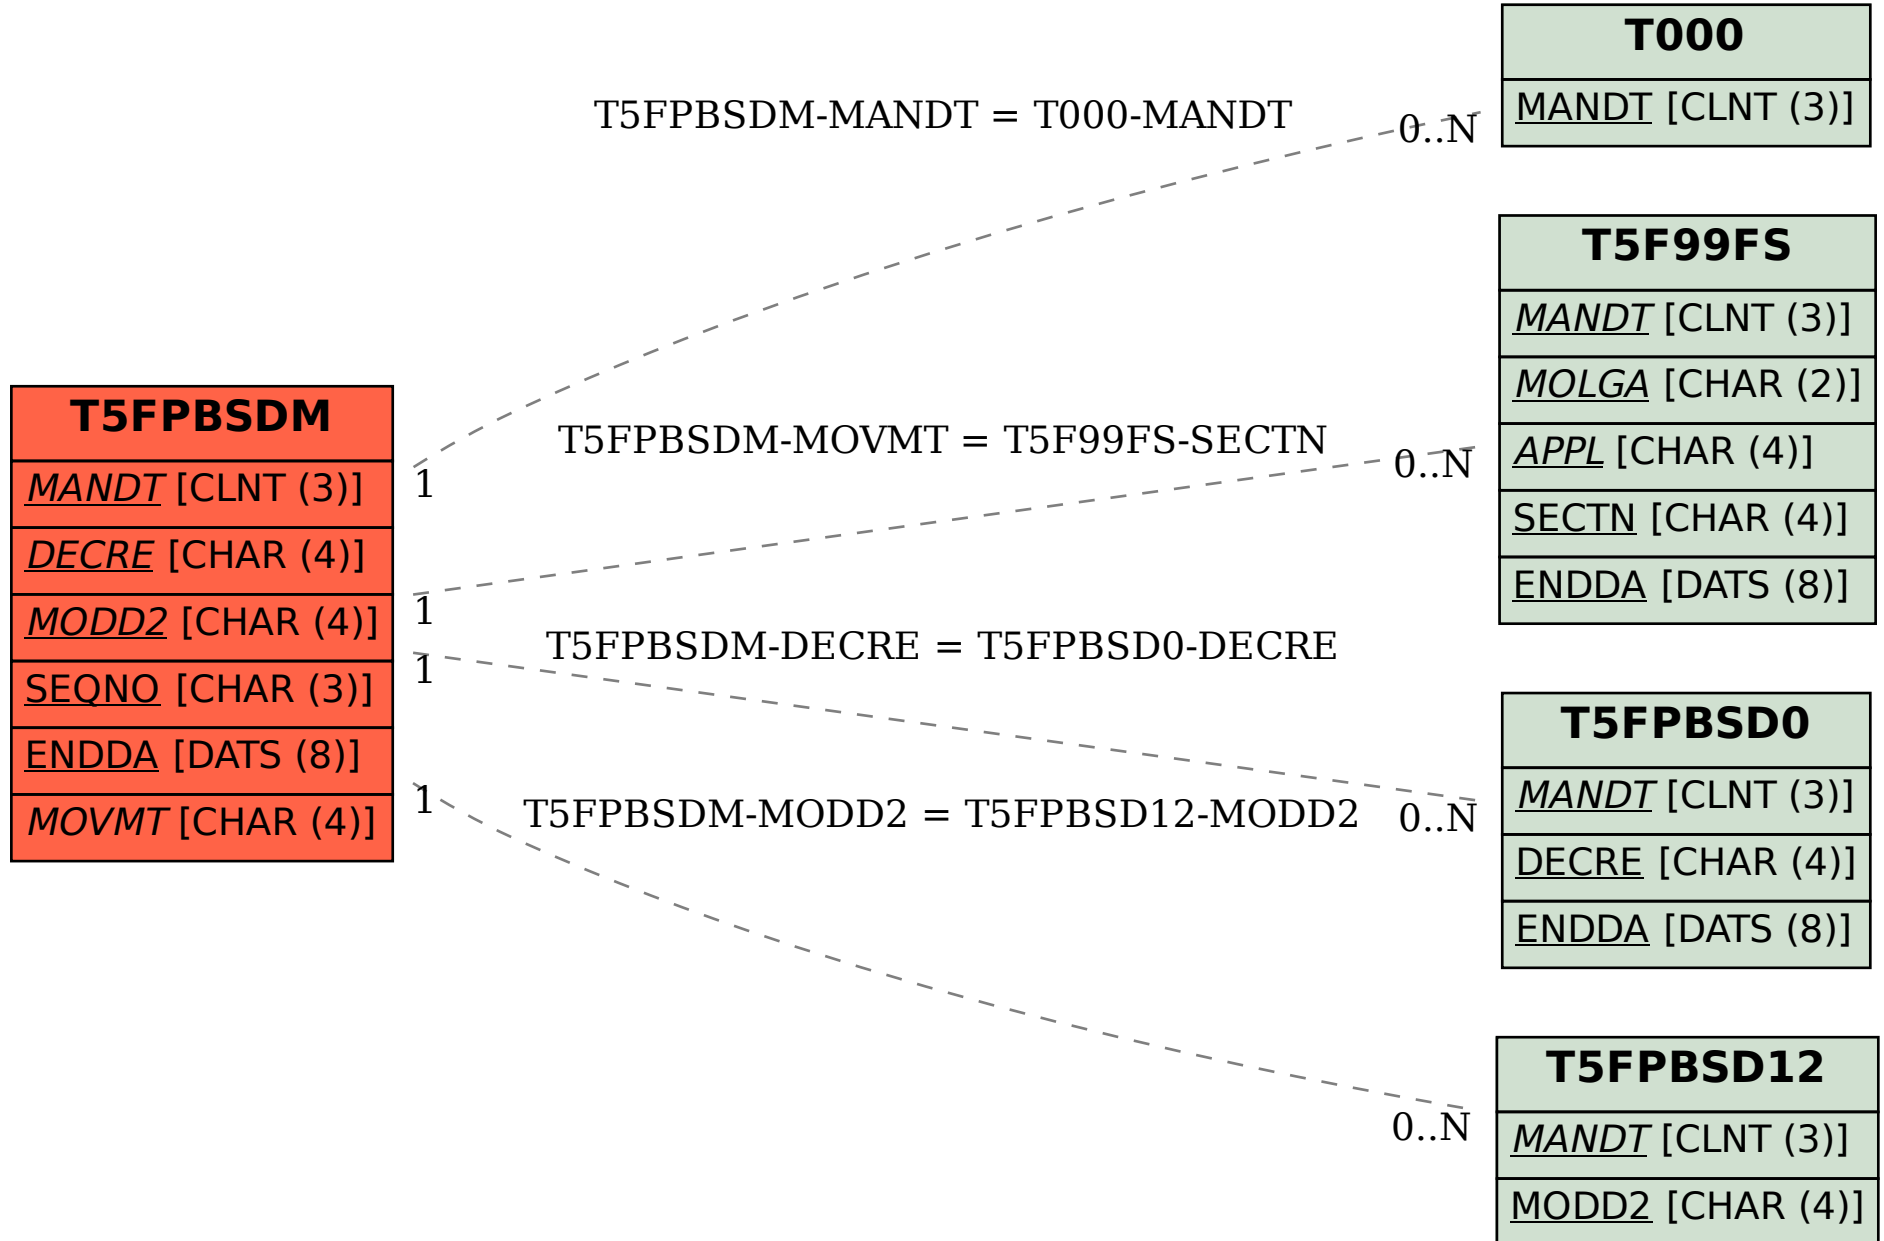 T5FPBSDM
MANDT [CLNT (3)]
DECRE [CHAR (4)]
MODD2 [CHAR (4)]
SEQNO [CHAR (3)]
ENDDA [DATS (8)]
MOVMT [CHAR (4)]
T5FPBSDM-MANDT = T000-MANDT
1
0..N
T5FPBSDM-MOVMT = T5F99FS-SECTN
1
0..N
T5FPBSDM-DECRE = T5FPBSD0-DECRE
1
0..N
T5FPBSDM-MODD2 = T5FPBSD12-MODD2
1
0..N
T000
MANDT [CLNT (3)]
T5F99FS
MANDT [CLNT (3)]
MOLGA [CHAR (2)]
APPL [CHAR (4)]
SECTN [CHAR (4)]
ENDDA [DATS (8)]
T5FPBSD0
MANDT [CLNT (3)]
DECRE [CHAR (4)]
ENDDA [DATS (8)]
T5FPBSD12
MANDT [CLNT (3)]
MODD2 [CHAR (4)]